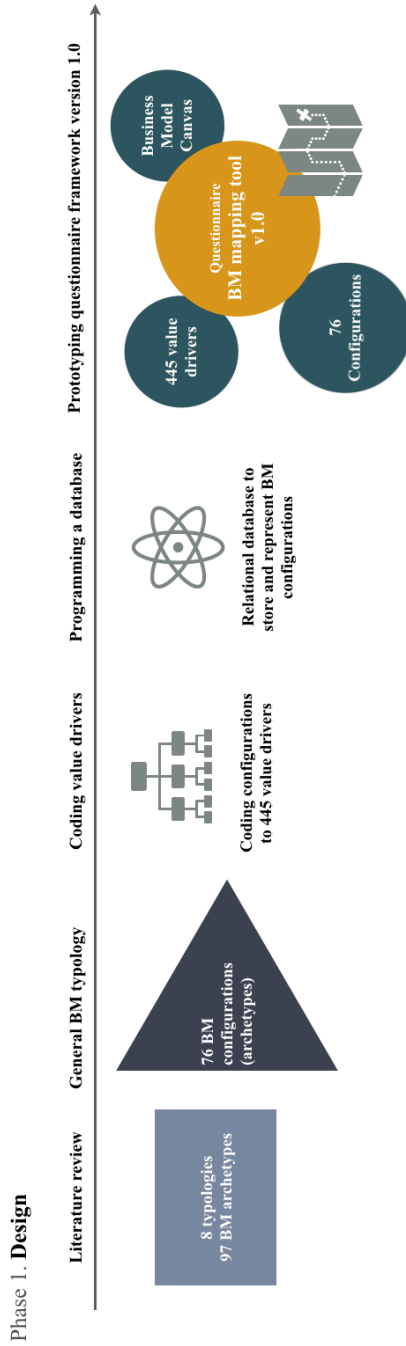 Phase 1. Design
Literature review
8 typologies
97 BM archetypes
General BM typology
76 BM
configurations
(archetypes)
Coding value drivers
Coding configurations
to 445 value drivers
Programming a database
Relational database to
store and represent BM
configurations
Prototyping questionnaire framework version 1.0
445 value
drivers
Business
Model
Canvas
Questionnaire
BM mapping tool
v1.0
76
Configurations